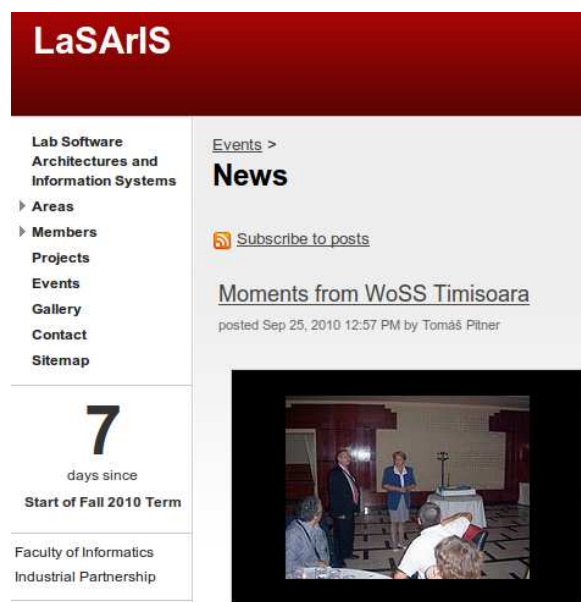 LaSArIS
Lab Software
Architectures and
Information Systems
Areas
Members
Projects
Events
Gallery
Contact
Sitemap
7
days since
Start of Fall 2010 Term
Faculty of Informatics
Industrial Partnership
Events >
News
Subscribe to posts
Moments from WoSS Timisoara
posted Sep 25, 2010 12:57 PM by Tomáš Pitner